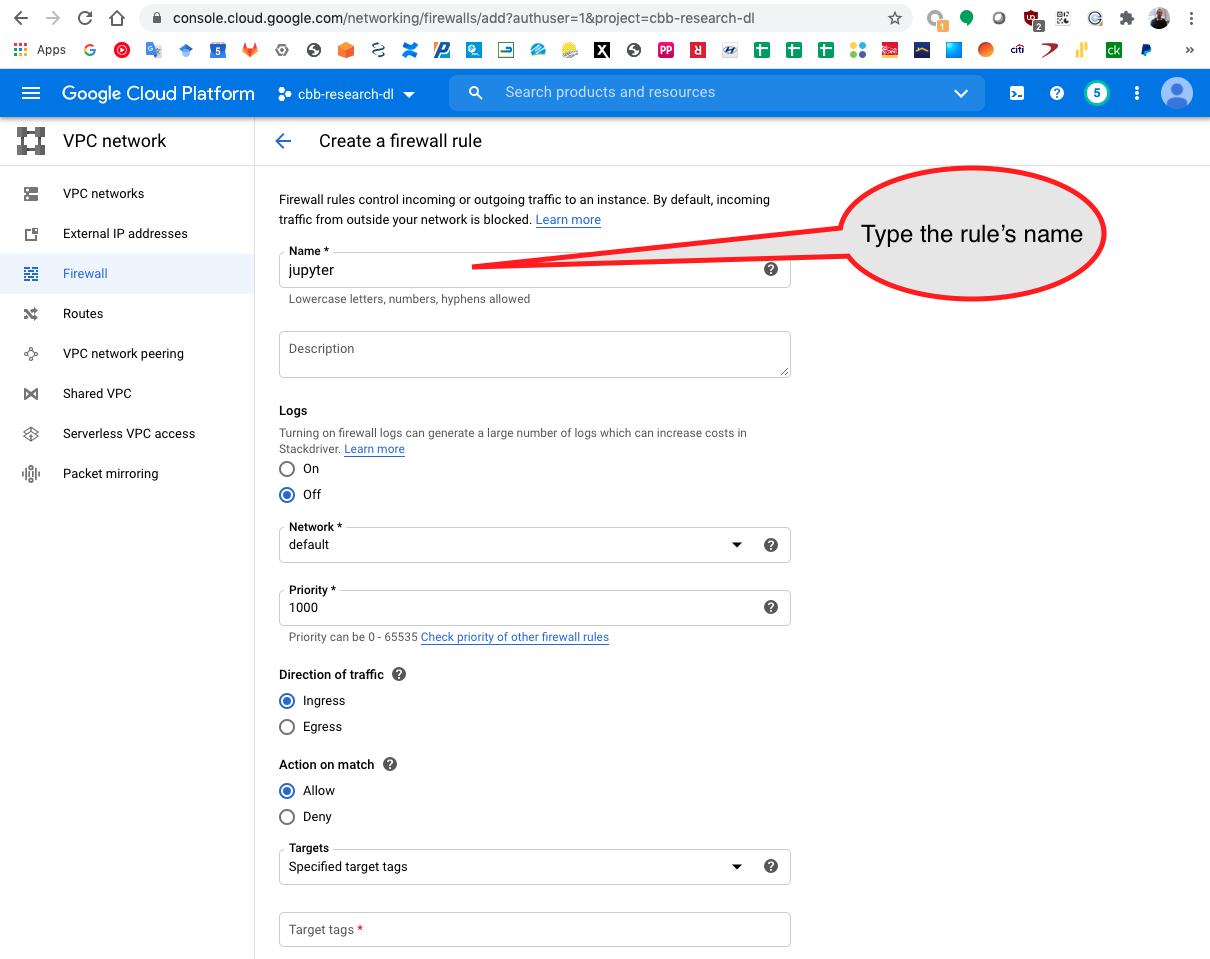 console.cloud.google.com/networking/firewalls/add?authuser=1&project=cbb-research-dl
1
2
Apps
G
5
X
PP
citi
ck
»
Google Cloud Platform
cbb-research-dl
Search products and resources
5
VPC network
Create a firewall rule
VPC networks
External IP addresses
Firewall
Routes
VPC network peering
Shared VPC
Serverless VPC access
Packet mirroring
Firewall rules control incoming or outgoing traffic to an instance. By default, incoming
traffic from outside your network is blocked. Learn more
Type the rule’s name
Name *
jupyter
Lowercase letters, numbers, hyphens allowed
Description
Logs
Turning on firewall logs can generate a large number of logs which can increase costs in
Stackdriver. Learn more
On
Off
Network *
default
Priority *
1000
Priority can be 0 - 65535 Check priority of other firewall rules
Direction of traffic
Ingress
Egress
Action on match
Allow
Deny
Targets
Specified target tags
Target tags *